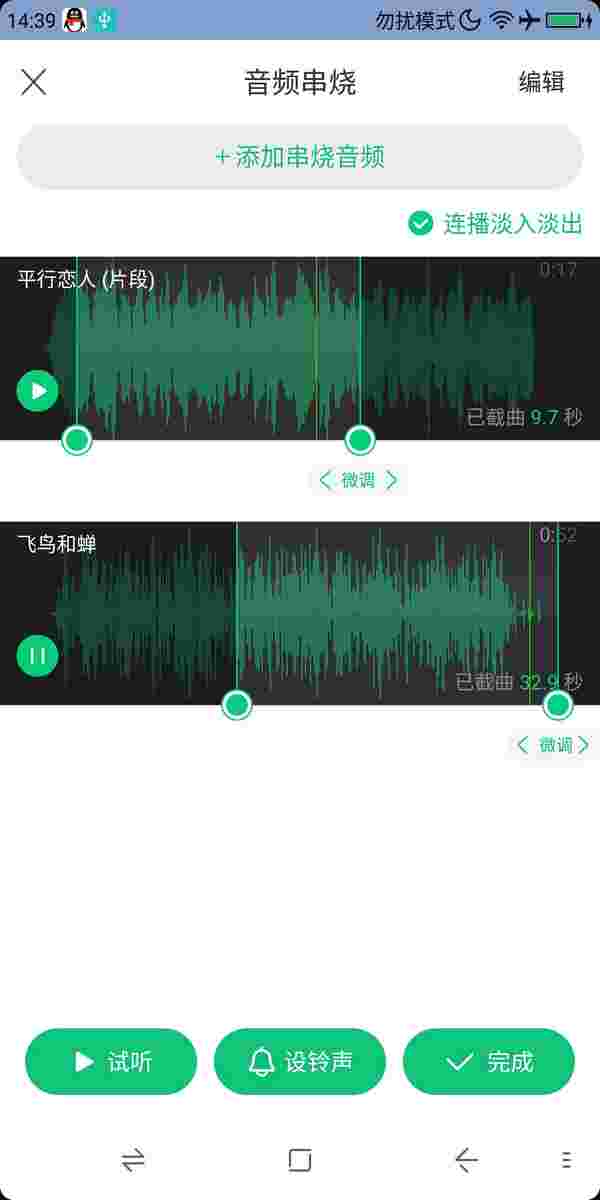 14:39 勿扰模式
音频串烧 编辑
+添加串烧音频
连播淡入淡出
平行恋人 (片段) 0:17
已截曲 9.7 秒
微调
飞鸟和蝉 0:52
已截曲 32.9 秒
微调
试听 设铃声 完成